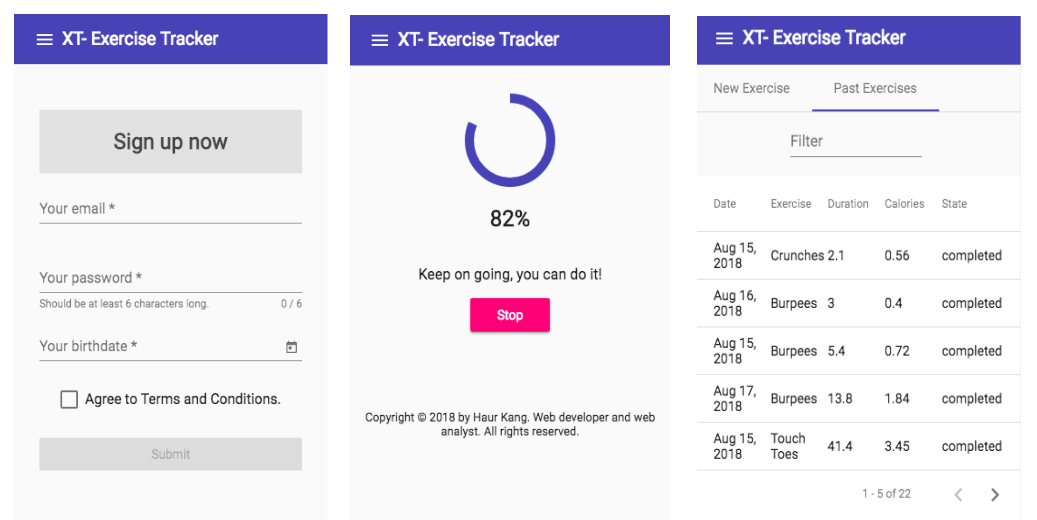 XT- Exercise Tracker
Sign up now
Your email *
Your password *
Should be at least 6 characters long. 0 / 6
Your birthdate *
Agree to Terms and Conditions.
Submit
XT- Exercise Tracker
82%
Keep on going, you can do it!
Stop
Copyright © 2018 by Haur Kang. Web developer and web
analyst. All rights reserved.
XT- Exercise Tracker
New Exercise Past Exercises
Filter
Date Exercise Duration Calories State
Aug 15,
2018 Crunches 2.1 0.56 completed
Aug 16,
2018 Burpees 3 0.4 completed
Aug 15,
2018 Burpees 5.4 0.72 completed
Aug 17,
2018 Burpees 13.8 1.84 completed
Aug 15,
2018 Touch
Toes 41.4 3.45 completed
1 - 5 of 22